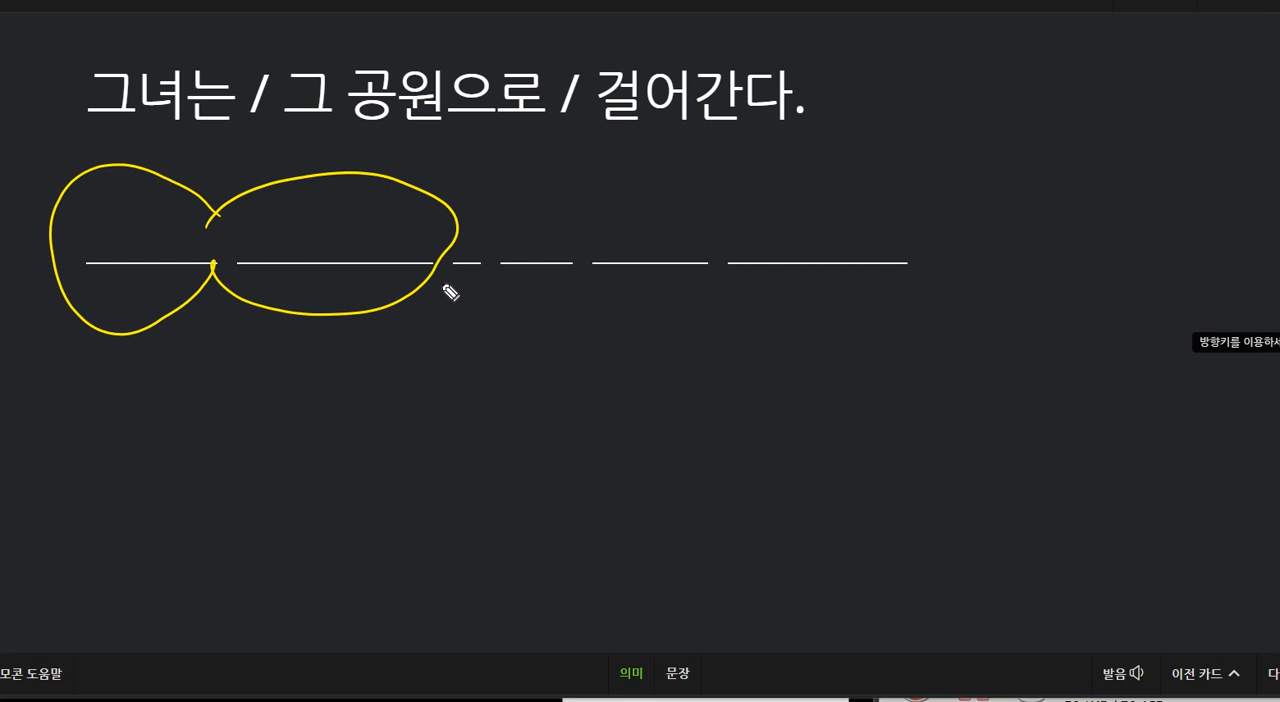 그녀는 / 그 공원으로 / 걸어간다.
방향키를 이용하
모콘 도움말
의미
문장
발음
이전 카드